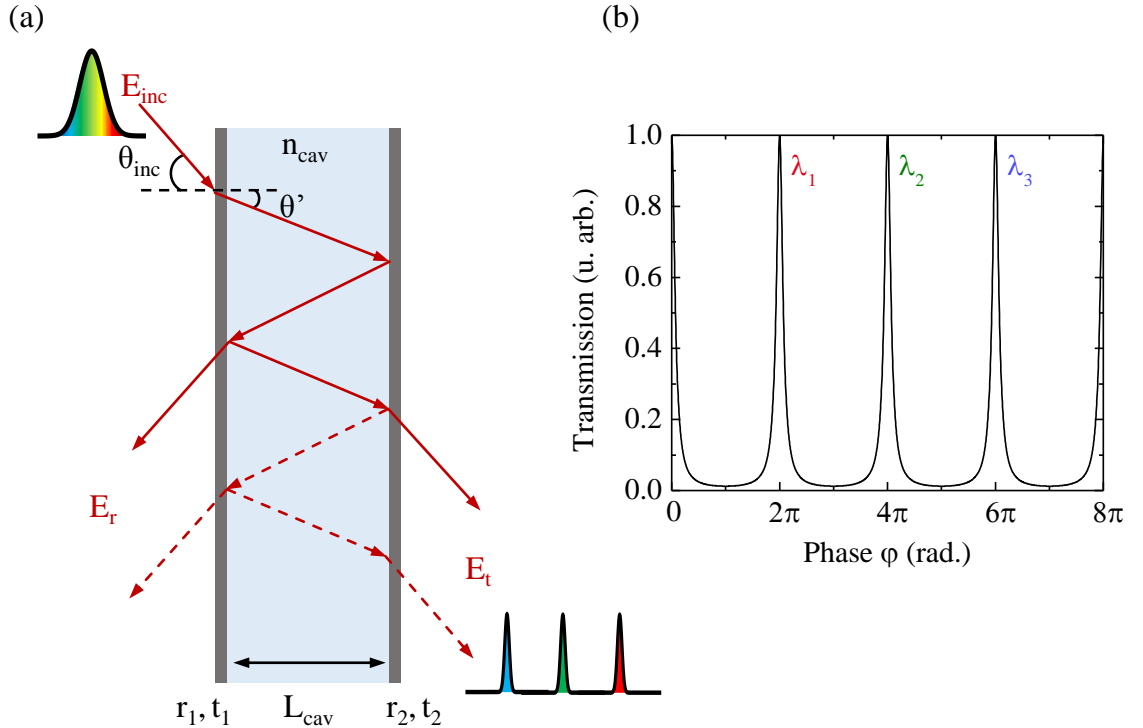 (a)
E_inc
θ_inc
n_cav
θ’
E_r
E_t
r_1, t_1
L_cav
r_2, t_2
(b)
Transmission (u. arb.)
1.0
0.8
0.6
0.4
0.2
0.0
λ_1
λ_2
λ_3
0
2π
4π
6π
8π
Phase φ (rad.)